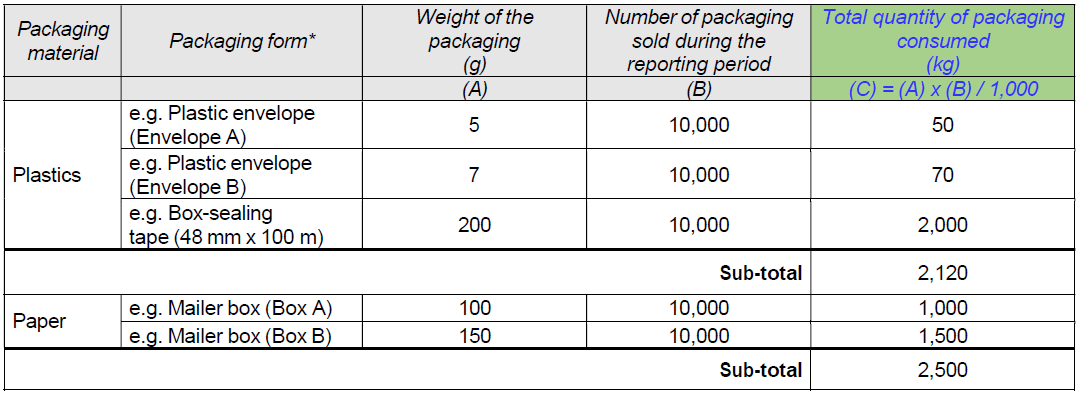 Packaging material Packaging form* Weight of the packaging (g) Number of packaging sold during the reporting period Total quantity of packaging consumed (kg)
(A) (B) (C) = (A) x (B) / 1,000
Plastics
e.g. Plastic envelope (Envelope A) 5 10,000 50
e.g. Plastic envelope (Envelope B) 7 10,000 70
e.g. Box-sealing tape (48 mm x 100 m) 200 10,000 2,000
Sub-total 2,120
Paper
e.g. Mailer box (Box A) 100 10,000 1,000
e.g. Mailer box (Box B) 150 10,000 1,500
Sub-total 2,500